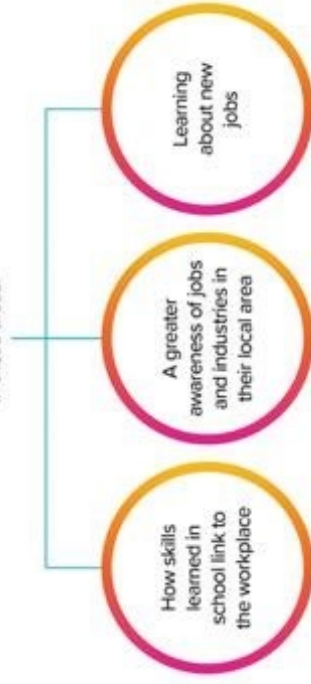 How skills
learned in
school link to
the workplace
A greater
awareness of jobs
and industries in
their local area
Learning
about new
jobs